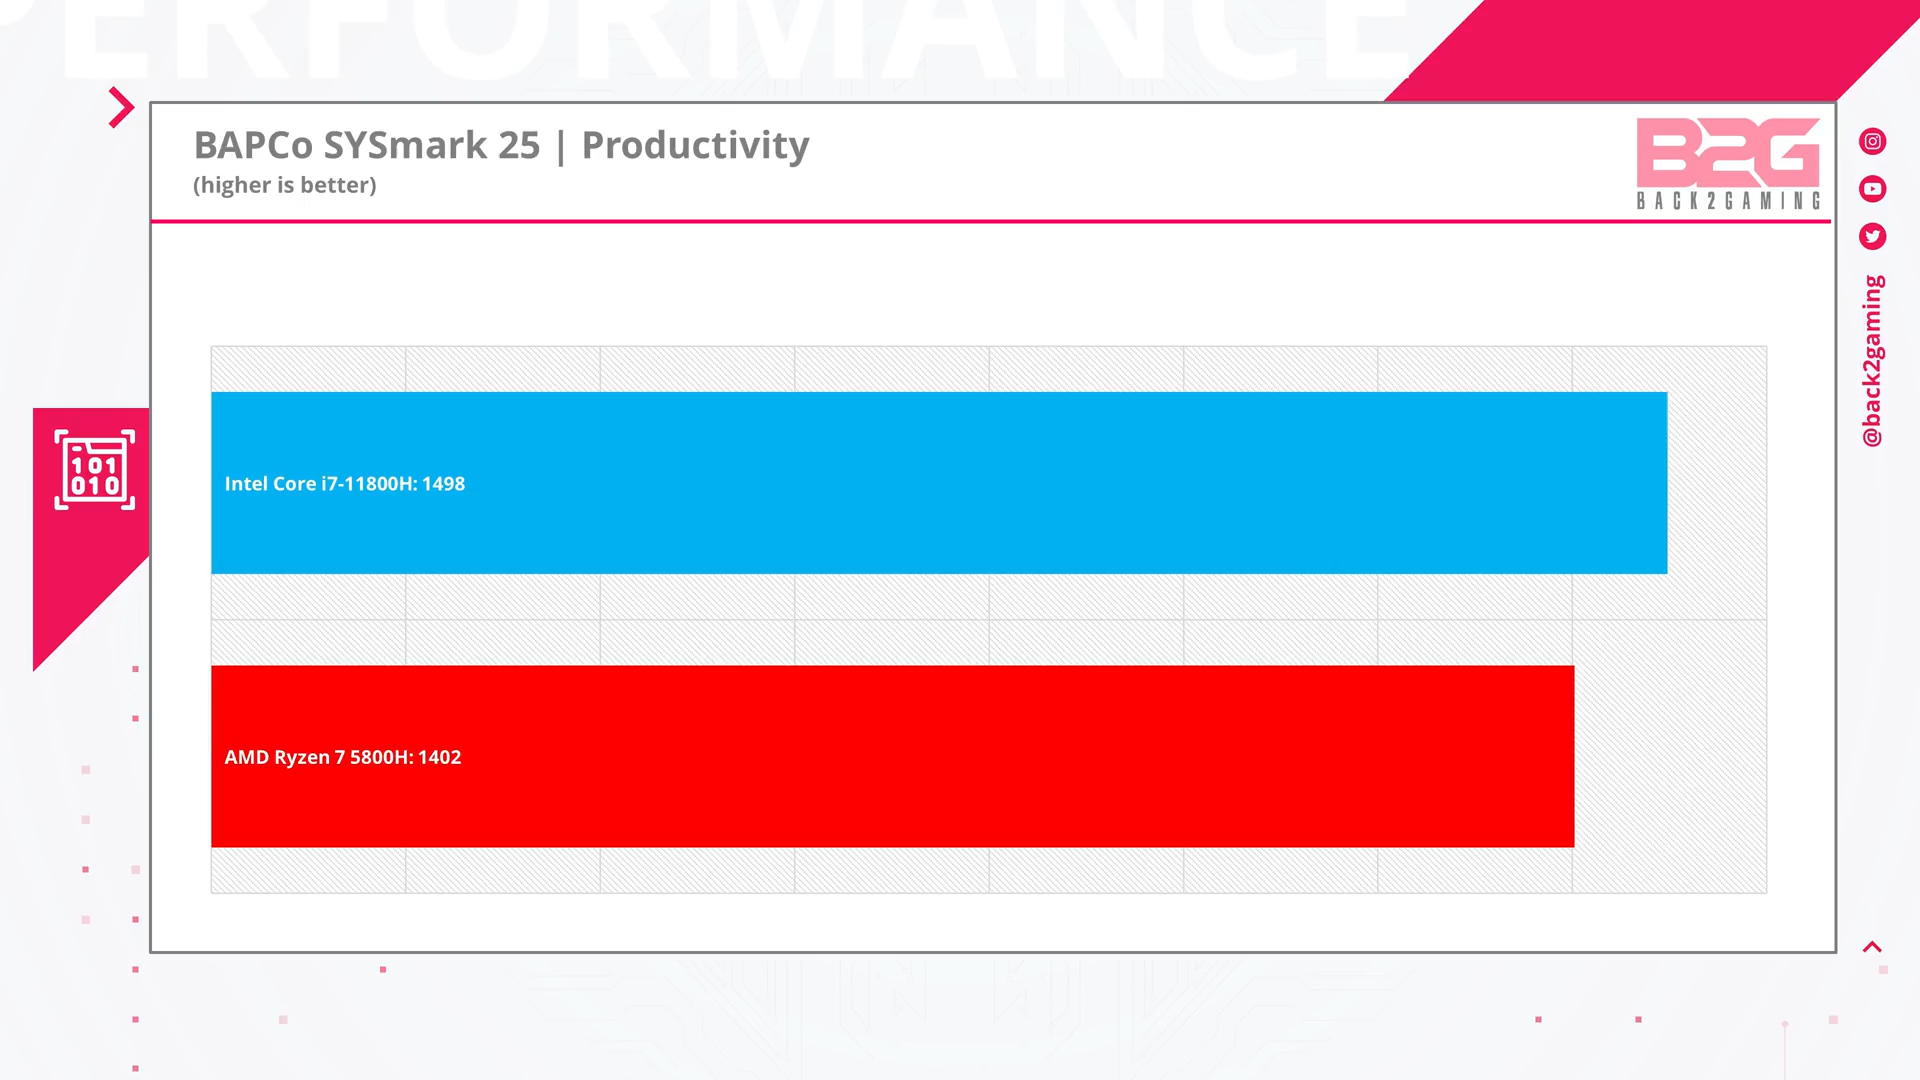 PERFORMANCE
BAPCo SYSmark 25 | Productivity
(higher is better)
B2G
BACK2GAMING
@back2gaming
101
010
Intel Core i7-11800H: 1498
AMD Ryzen 7 5800H: 1402